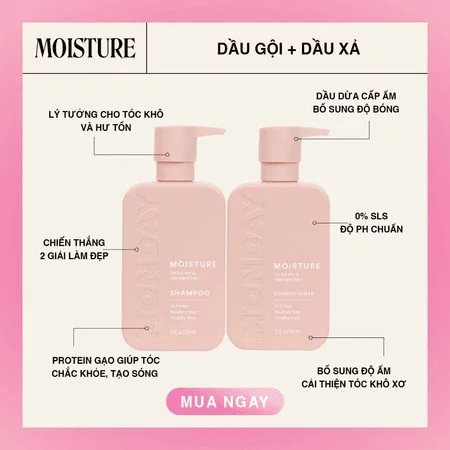 MOISTURE
DẦU GỘI + DẦU XẢ
LÝ TƯỞNG CHO TÓC KHÔ
VÀ HƯ TỔN
DẦU DỪA CẤP ẨM
BỔ SUNG ĐỘ BÓNG
0% SLS
ĐỘ PH CHUẨN
CHIẾN THẮNG
2 GIẢI LÀM ĐẸP
MONDAY
MOISTURE
SHAMPOO
MONDAY
MOISTURE
CONDITIONER
PROTEIN GẠO GIÚP TÓC
CHẮC KHỎE, TẠO SÓNG
BỔ SUNG ĐỘ ẨM
CẢI THIỆN TÓC KHÔ XƠ
MUA NGAY